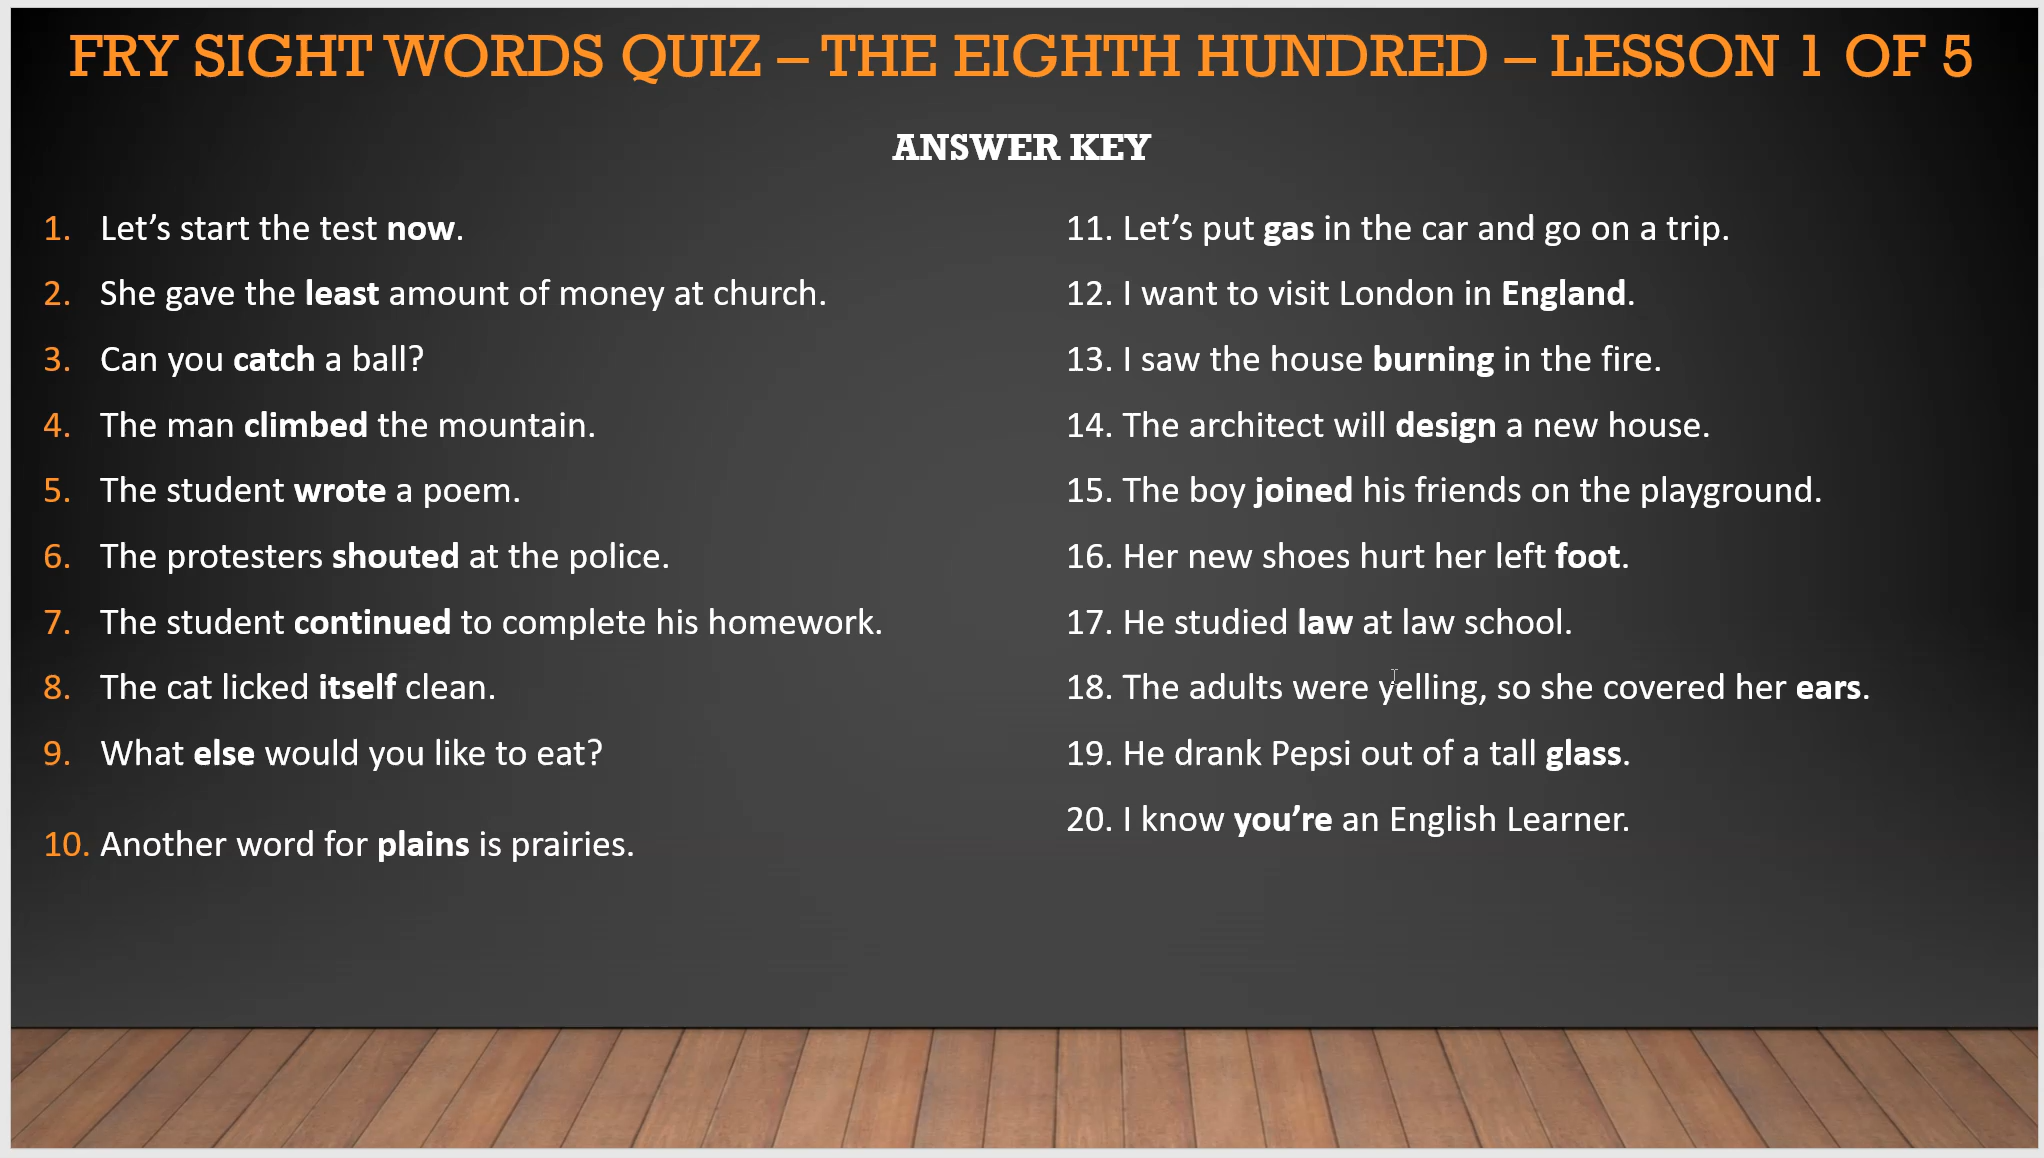 FRY SIGHT WORDS QUIZ – THE EIGHTH HUNDRED – LESSON 1 OF 5
ANSWER KEY
1. Let’s start the test now.
2. She gave the least amount of money at church.
3. Can you catch a ball?
4. The man climbed the mountain.
5. The student wrote a poem.
6. The protesters shouted at the police.
7. The student continued to complete his homework.
8. The cat licked itself clean.
9. What else would you like to eat?
10. Another word for plains is prairies.
11. Let’s put gas in the car and go on a trip.
12. I want to visit London in England.
13. I saw the house burning in the fire.
14. The architect will design a new house.
15. The boy joined his friends on the playground.
16. Her new shoes hurt her left foot.
17. He studied law at law school.
18. The adults were yelling, so she covered her ears.
19. He drank Pepsi out of a tall glass.
20. I know you’re an English Learner.